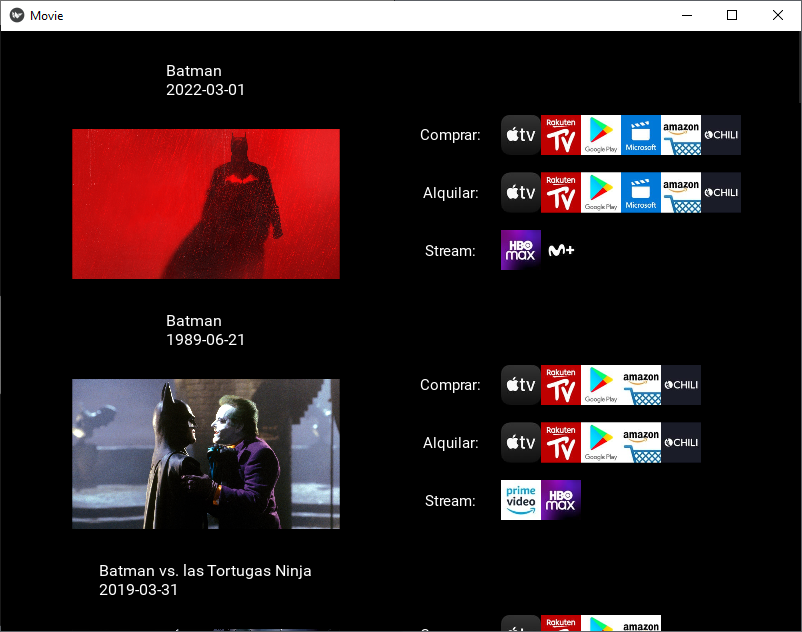 Movie
Batman
2022-03-01
Comprar:
tv
Rakuten
TV
Google Play
Microsoft
amazon
CHILI
Alquilar:
tv
Rakuten
TV
Google Play
Microsoft
amazon
CHILI
Stream:
HBO
max
M+
Batman
1989-06-21
Comprar:
tv
Rakuten
TV
Google Play
amazon
CHILI
Alquilar:
tv
Rakuten
TV
Google Play
amazon
CHILI
Stream:
prime
video
HBO
max
Batman vs. las Tortugas Ninja
2019-03-31
Rakuten
amazon